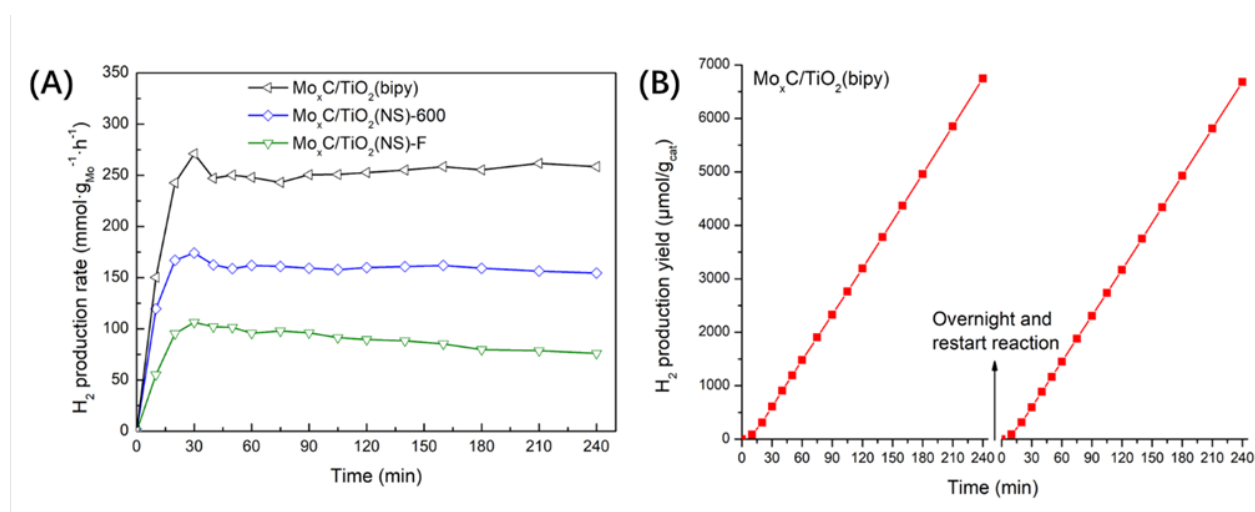 (A)
350
300
250
200
150
100
50
0
H₂ production rate (mmol·g_Mo⁻¹·h⁻¹)
MoₓC/TiO₂(bipy)
MoₓC/TiO₂(NS)-600
MoₓC/TiO₂(NS)-F
0 30 60 90 120 150 180 210 240
Time (min)
(B)
7000
6000
5000
4000
3000
2000
1000
0
H₂ production yield (μmol/g_cat)
MoₓC/TiO₂(bipy)
Overnight and
restart reaction
0 30 60 90 120 150 180 210 240 0 30 60 90 120 150 180 210 240
Time (min)